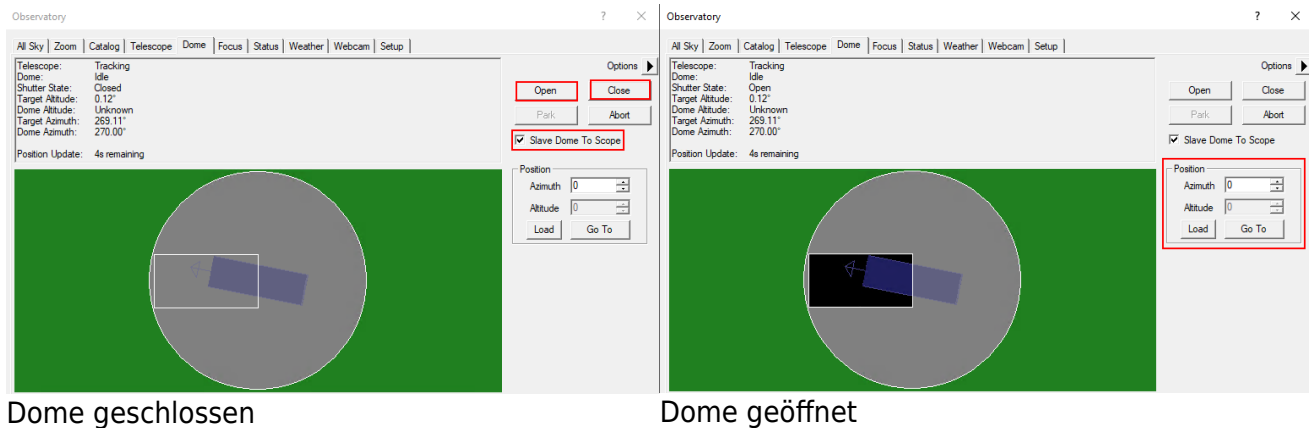 Observatory ? ×
All Sky Zoom Catalog Telescope Dome Focus Status Weather Webcam Setup
Telescope: Tracking
Dome: Idle
Shutter State: Closed
Target Altitude: 0.12°
Dome Altitude: Unknown
Target Azimuth: 269.11°
Dome Azimuth: 270.00°
Position Update: 4s remaining
Options
Open Close
Park Abort
Slave Dome To Scope
Position
Azimuth 0
Altitude 0
Load Go To
Dome geschlossen
Observatory ? ×
All Sky Zoom Catalog Telescope Dome Focus Status Weather Webcam Setup
Telescope: Tracking
Dome: Idle
Shutter State: Open
Target Altitude: 0.12°
Dome Altitude: Unknown
Target Azimuth: 269.11°
Dome Azimuth: 270.00°
Position Update: 4s remaining
Options
Open Close
Park Abort
Slave Dome To Scope
Position
Azimuth 0
Altitude 0
Load Go To
Dome geöffnet